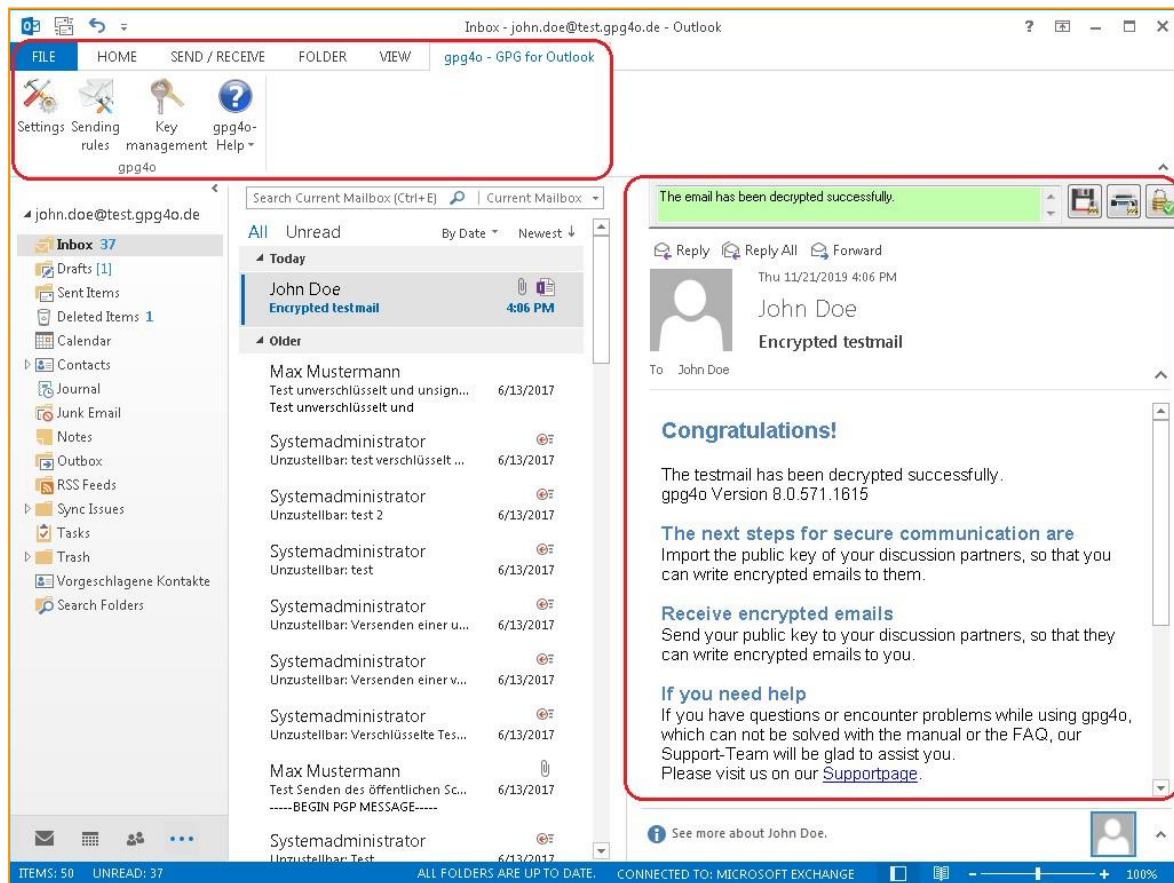 Inbox - john.doe@test.gpg4o.de - Outlook
FILE HOME SEND / RECEIVE FOLDER VIEW gpg4o - GPG for Outlook
Settings Sending rules Key management gpg4o-Help
gpg4o
john.doe@test.gpg4o.de
Inbox 37
Drafts [1]
Sent Items
Deleted Items 1
Calendar
Contacts
Journal
Junk Email
Notes
Outbox
RSS Feeds
Sync Issues
Tasks
Trash
Vorgeschlagene Kontakte
Search Folders
Search Current Mailbox (Ctrl+E) Current Mailbox
All Unread By Date Newest ↓
Today
John Doe
Encrypted testmail 4:06 PM
Older
Max Mustermann
Test unverschlüsselt und unsign... 6/13/2017
Test unverschlüsselt und
Systemadministrator
Unzustellbar: test verschlüsselt ... 6/13/2017
Systemadministrator
Unzustellbar: test 2 6/13/2017
Systemadministrator
Unzustellbar: test 6/13/2017
Systemadministrator
Unzustellbar: Versenden einer u... 6/13/2017
Systemadministrator
Unzustellbar: Versenden einer v... 6/13/2017
Systemadministrator
Unzustellbar: Verschlüsselte Tes... 6/13/2017
Max Mustermann
Test Senden des öffentlichen Sc... 6/13/2017
-----BEGIN PGP MESSAGE-----
Systemadministrator
Unzustellbar: Test 6/13/2017
The email has been decrypted successfully.
Reply Reply All Forward
Thu 11/21/2019 4:06 PM
John Doe
Encrypted testmail
To John Doe
Congratulations!
The testmail has been decrypted successfully.
gpg4o Version 8.0.571.1615
The next steps for secure communication are
Import the public key of your discussion partners, so that you
can write encrypted emails to them.
Receive encrypted emails
Send your public key to your discussion partners, so that they
can write encrypted emails to you.
If you need help
If you have questions or encounter problems while using gpg4o,
which can not be solved with the manual or the FAQ, our
Support-Team will be glad to assist you.
Please visit us on our Supportpage.
See more about John Doe.
ITEMS: 50 UNREAD: 37 ALL FOLDERS ARE UP TO DATE. CONNECTED TO: MICROSOFT EXCHANGE 100%